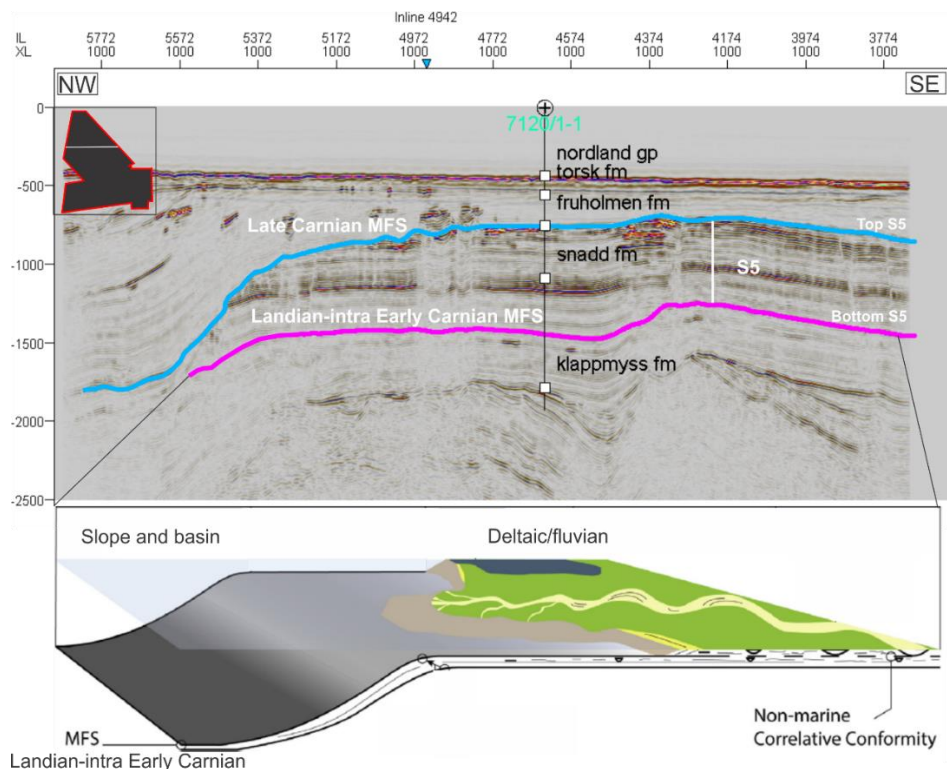 Inline 4942
IL 5772 5572 5372 5172 4972 4772 4574 4374 4174 3974 3774
XL 1000 1000 1000 1000 1000 1000 1000 1000 1000 1000 1000
NW
SE
0
7120/1-1
nordland gp
torsk fm
-500
fruholmen fm
Late Carnian MFS
Top S5
snadd fm
-1000
S5
Landian-intra Early Carnian MFS
Bottom S5
-1500
klappmyss fm
-2000
-2500
Slope and basin
Deltaic/fluvian
MFS
Landian-intra Early Carnian
Non-marine
Correlative Conformity